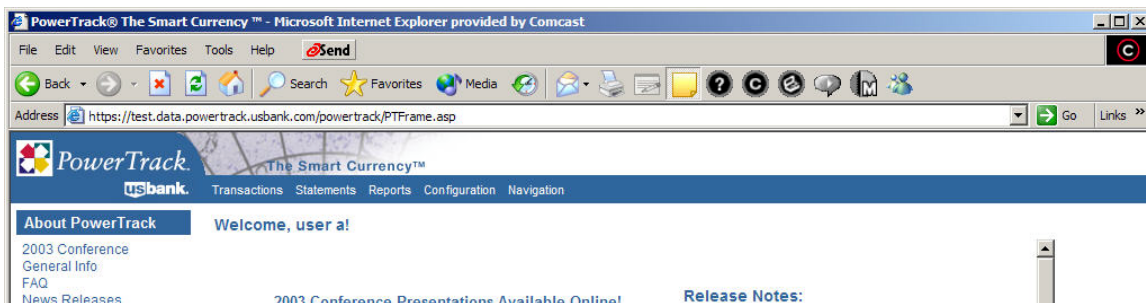 PowerTrack® The Smart Currency ™ - Microsoft Internet Explorer provided by Comcast
File Edit View Favorites Tools Help Send
Back Search Favorites Media
Address https://test.data.powertrack.usbank.com/powertrack/PTFrame.asp Go Links »
PowerTrack. The Smart Currency™
usbank. Transactions Statements Reports Configuration Navigation
About PowerTrack Welcome, user a!
2003 Conference
General Info
FAQ
News Releases 2003 Conference Presentations Available Online! Release Notes: